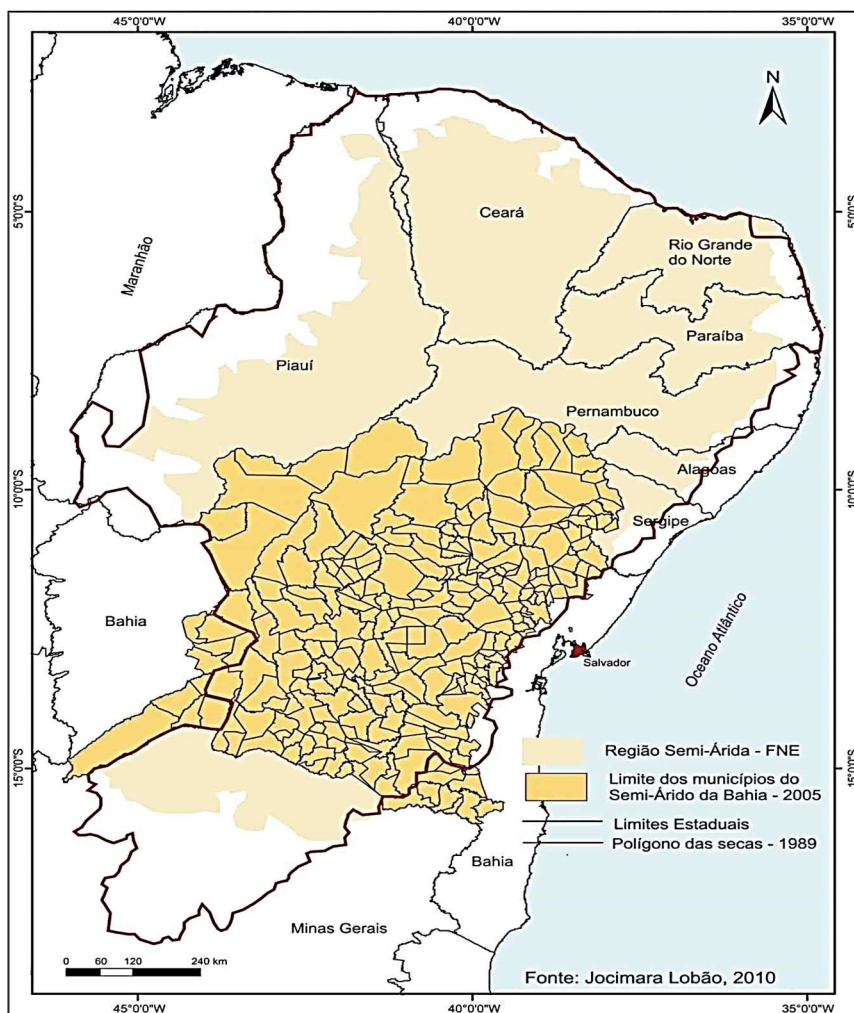 45°0'0"W
40°0'0"W
35°0'0"W
N
5°0'0"S
5°0'0"S
Ceará
Rio Grande
do Norte
Maranhão
Paraíba
Piauí
Pernambuco
Alagoas
10°0'0"S
10°0'0"S
Sergipe
Bahia
Oceano Atlântico
Salvador
Região Semi-Árida - FNE
15°0'0"S
15°0'0"S
Limite dos municípios do
Semi-Árido da Bahia - 2005
Limites Estaduais
Polígono das secas - 1989
Bahia
Minas Gerais
0 60 120 240 km
Fonte: Jocimara Lobão, 2010
45°0'0"W
40°0'0"W
35°0'0"W